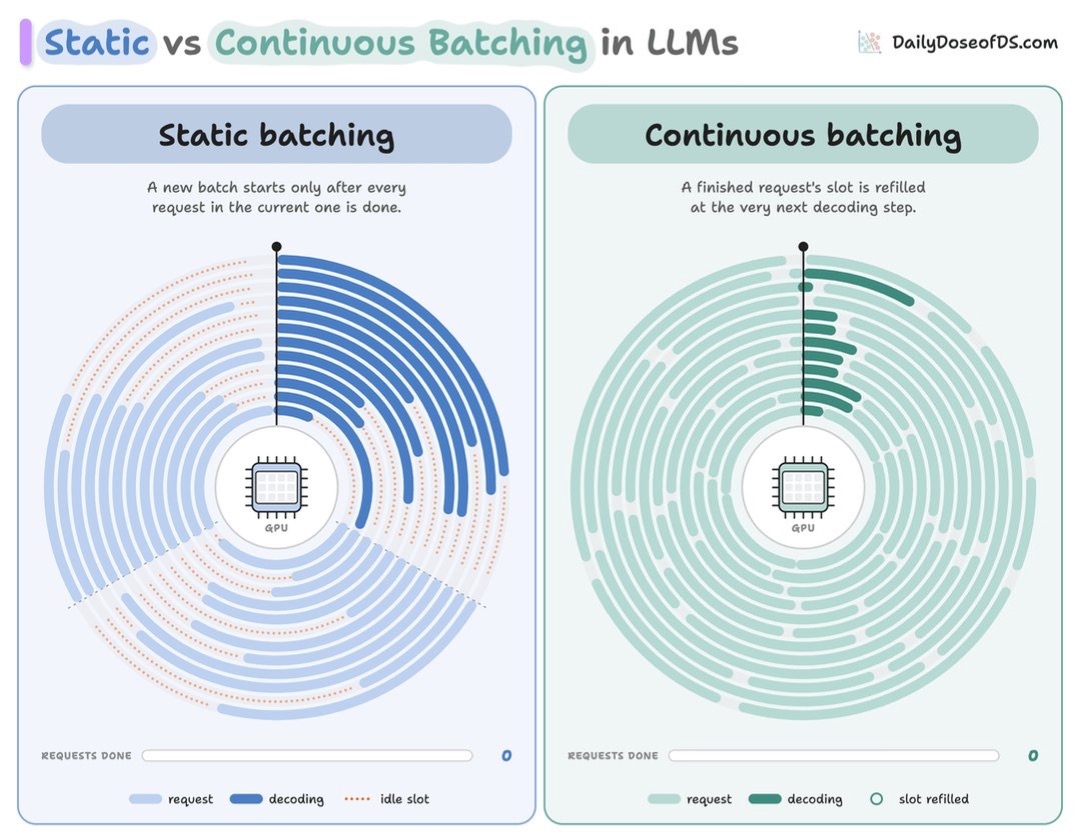 Static vs Continuous Batching in LLMs
DailyDoseofDS.com
Static batching
A new batch starts only after every
request in the current one is done.
GPU
REQUESTS DONE 0
request decoding idle slot
Continuous batching
A finished request's slot is refilled
at the very next decoding step.
GPU
REQUESTS DONE 0
request decoding slot refilled